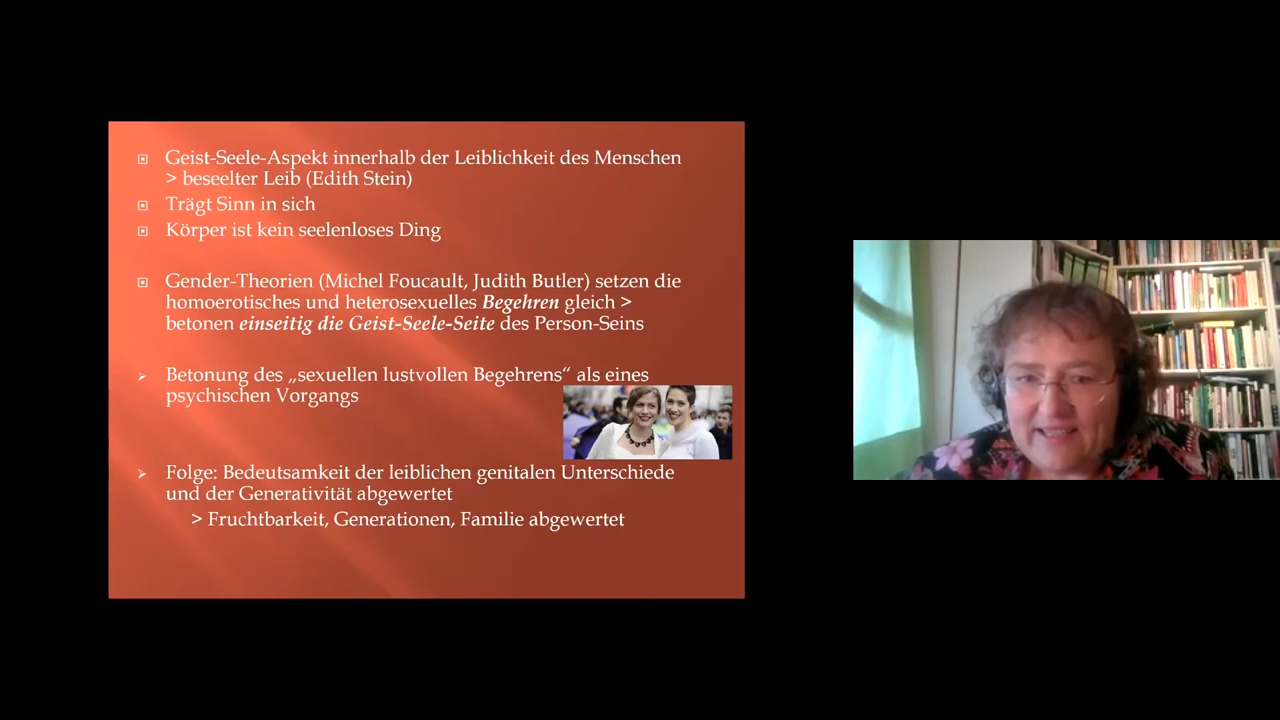 Geist-Seele-Aspekt innerhalb der Leiblichkeit des Menschen
> beseelter Leib (Edith Stein)
Trägt Sinn in sich
Körper ist kein seelenloses Ding
Gender-Theorien (Michel Foucault, Judith Butler) setzen die
homoerotisches und heterosexuelles Begehren gleich >
betonen einseitig die Geist-Seele-Seite des Person-Seins
Betonung des „sexuellen lustvollen Begehrens“ als eines
psychischen Vorgangs
Folge: Bedeutsamkeit der leiblichen genitalen Unterschiede
und der Generativität abgewertet
> Fruchtbarkeit, Generationen, Familie abgewertet